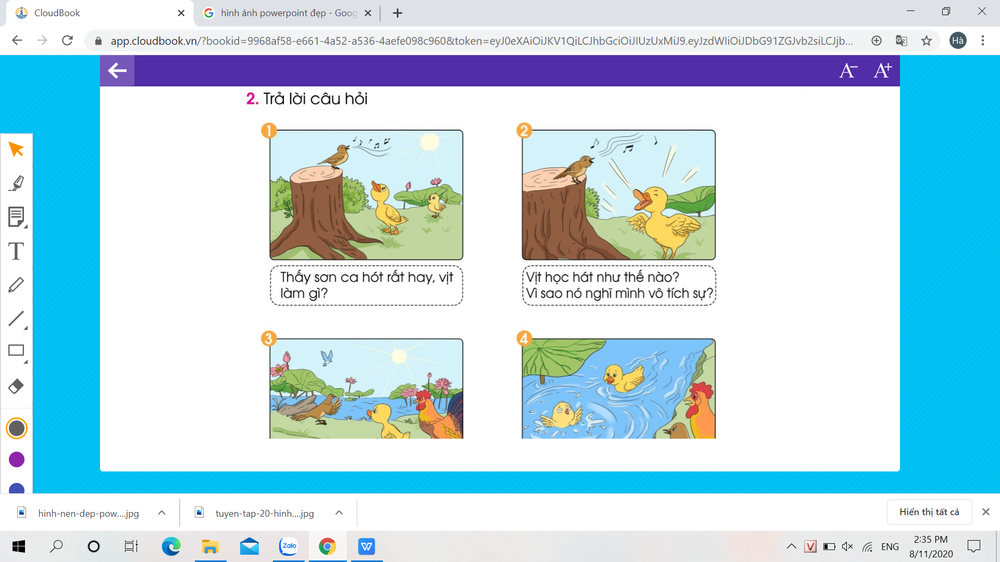 CloudBook
hình ảnh powerpoint đẹp - Goog
app.cloudbook.vn/?bookid=9968af58-e661-4a52-a536-4aefe098c960&token=eyJ0eXAiOiJKV1QiLCJhbGciOiJIUzUxMiJ9.eyJzdWIiOiJDbG91ZGJvb2siLCJjb...
Hà
A− A+
2. Trả lời câu hỏi
1
2
Thấy sơn ca hót rất hay, vịt
làm gì?
Vịt học hát như thế nào?
Vì sao nó nghĩ mình vô tích sự?
3
4
T
hinh-nen-dep-pow....jpg
tuyen-tap-20-hinh....jpg
Hiển thị tất cả
Zalo
W
V
ENG
2:35 PM
8/11/2020